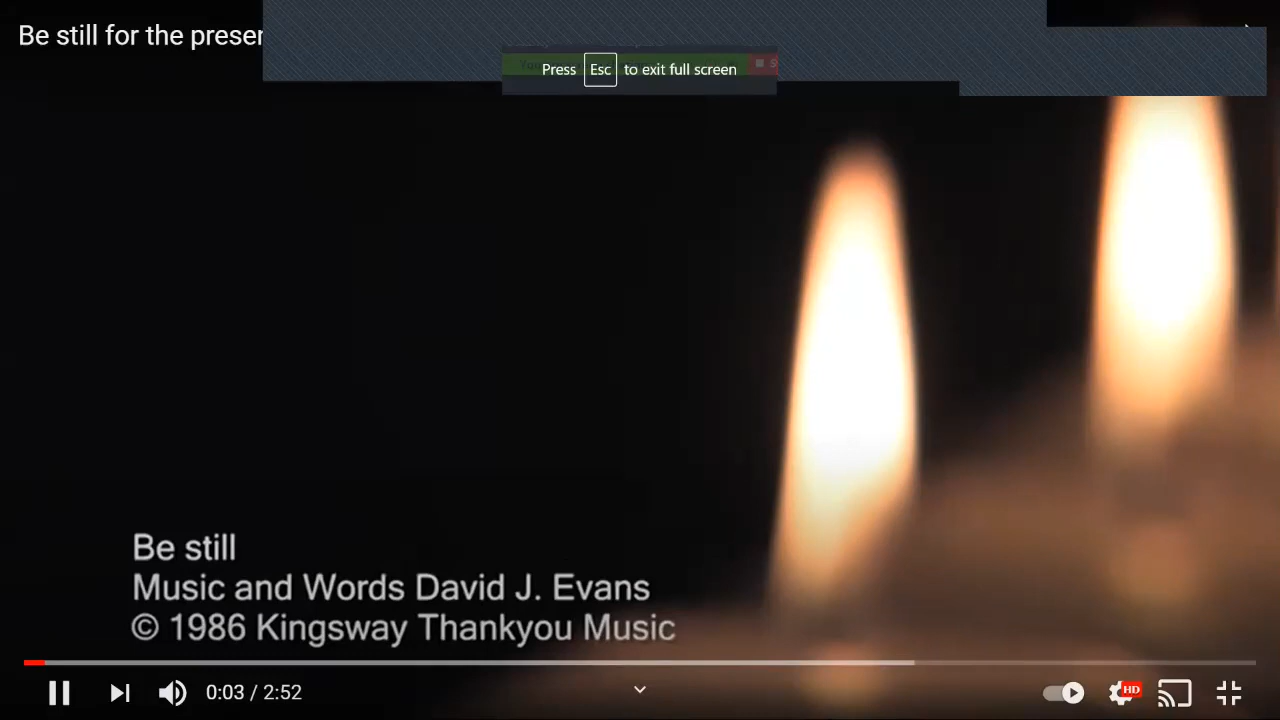 Be still for the
Press Esc to exit full screen
Be still
Music and Words David J. Evans
© 1986 Kingsway Thankyou Music
0:03 / 2:52
HD